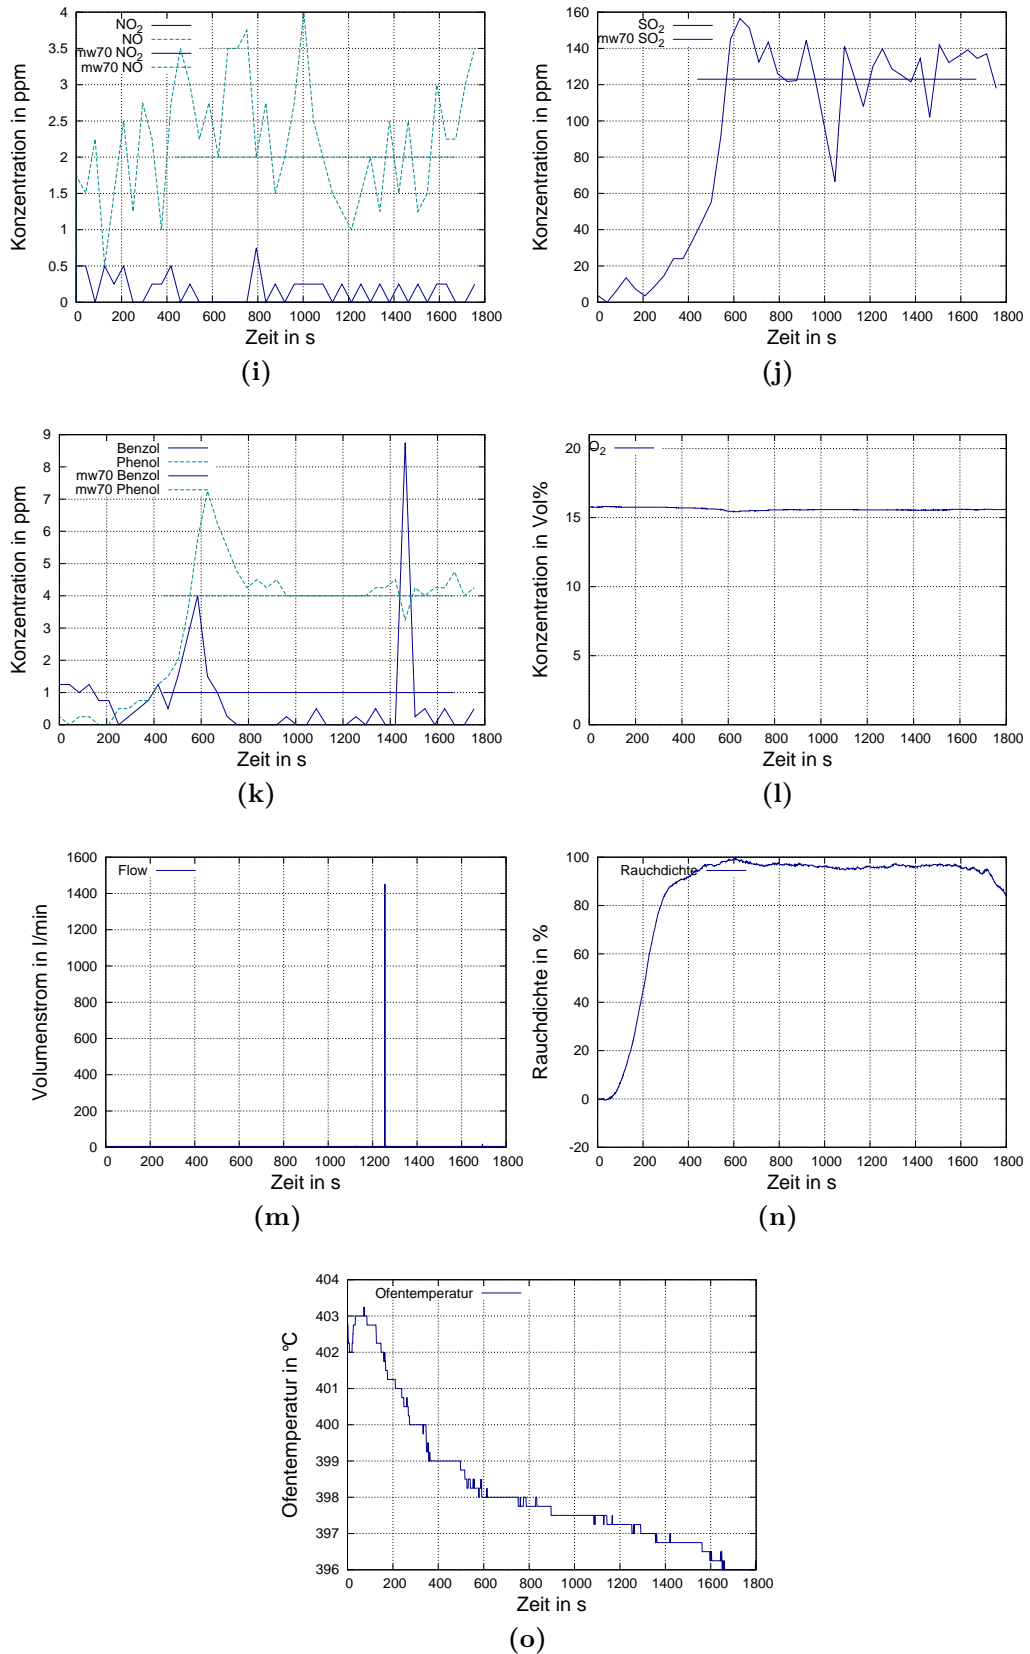 NO2
NO
mw70 NO2
mw70 NO
Konzentration in ppm
0 0.5 1 1.5 2 2.5 3 3.5 4
0 200 400 600 800 1000 1200 1400 1600 1800
Zeit in s
(i)
SO2
mw70 SO2
Konzentration in ppm
0 20 40 60 80 100 120 140 160
0 200 400 600 800 1000 1200 1400 1600 1800
Zeit in s
(j)
Benzol
Phenol
mw70 Benzol
mw70 Phenol
Konzentration in ppm
0 1 2 3 4 5 6 7 8 9
0 200 400 600 800 1000 1200 1400 1600 1800
Zeit in s
(k)
O2
Konzentration in Vol%
0 5 10 15 20
0 200 400 600 800 1000 1200 1400 1600 1800
Zeit in s
(l)
Flow
Volumenstrom in l/min
0 200 400 600 800 1000 1200 1400 1600
0 200 400 600 800 1000 1200 1400 1600 1800
Zeit in s
(m)
Rauchdichte
Rauchdichte in %
-20 0 20 40 60 80 100
0 200 400 600 800 1000 1200 1400 1600 1800
Zeit in s
(n)
Ofentemperatur
Ofentemperatur in °C
396 397 398 399 400 401 402 403 404
0 200 400 600 800 1000 1200 1400 1600 1800
Zeit in s
(o)